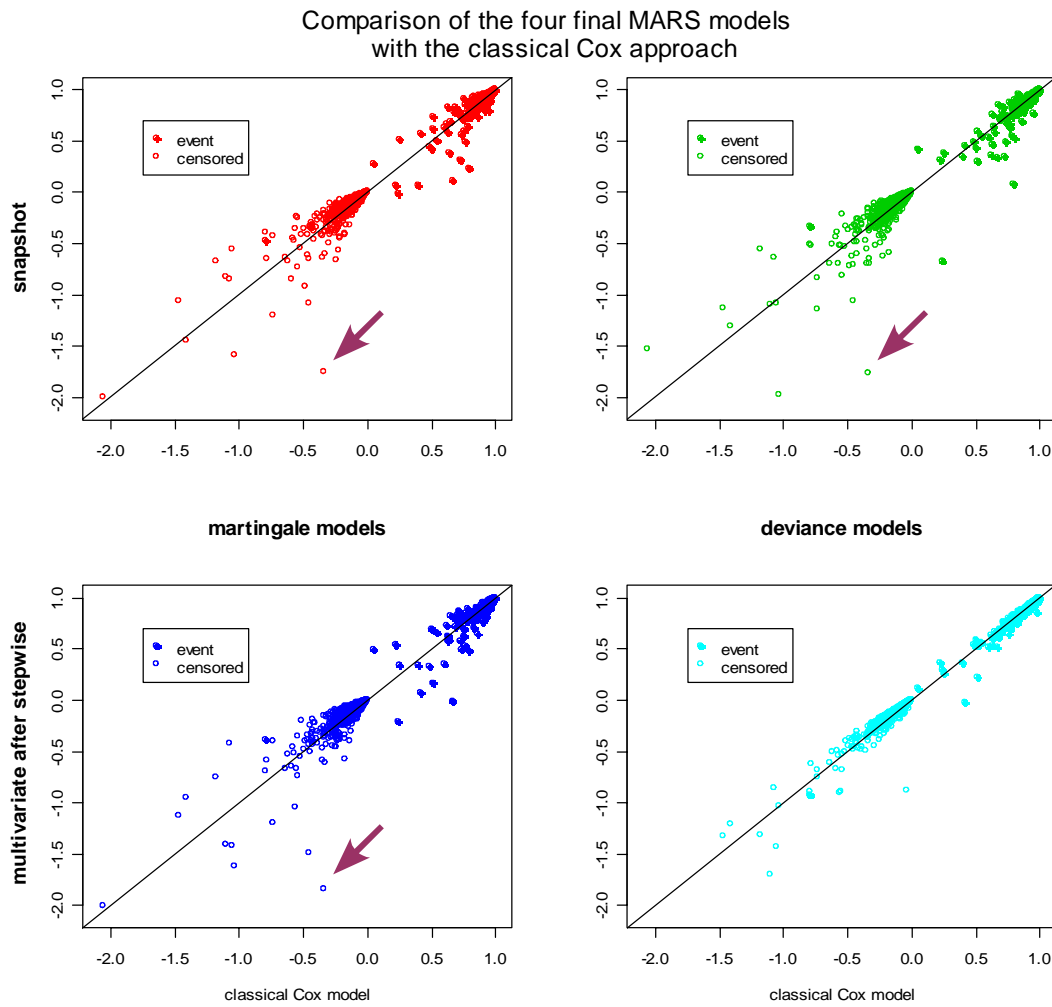 Comparison of the four final MARS models
with the classical Cox approach
snapshot
1.0
0.5
0.0
-0.5
-1.0
-1.5
-2.0
event
censored
-2.0 -1.5 -1.0 -0.5 0.0 0.5 1.0
1.0
0.5
0.0
-0.5
-1.0
-1.5
-2.0
event
censored
-2.0 -1.5 -1.0 -0.5 0.0 0.5 1.0
martingale models
deviance models
multivariate after stepwise
1.0
0.5
0.0
-0.5
-1.0
-1.5
-2.0
event
censored
-2.0 -1.5 -1.0 -0.5 0.0 0.5 1.0
classical Cox model
1.0
0.5
0.0
-0.5
-1.0
-1.5
-2.0
event
censored
-2.0 -1.5 -1.0 -0.5 0.0 0.5 1.0
classical Cox model